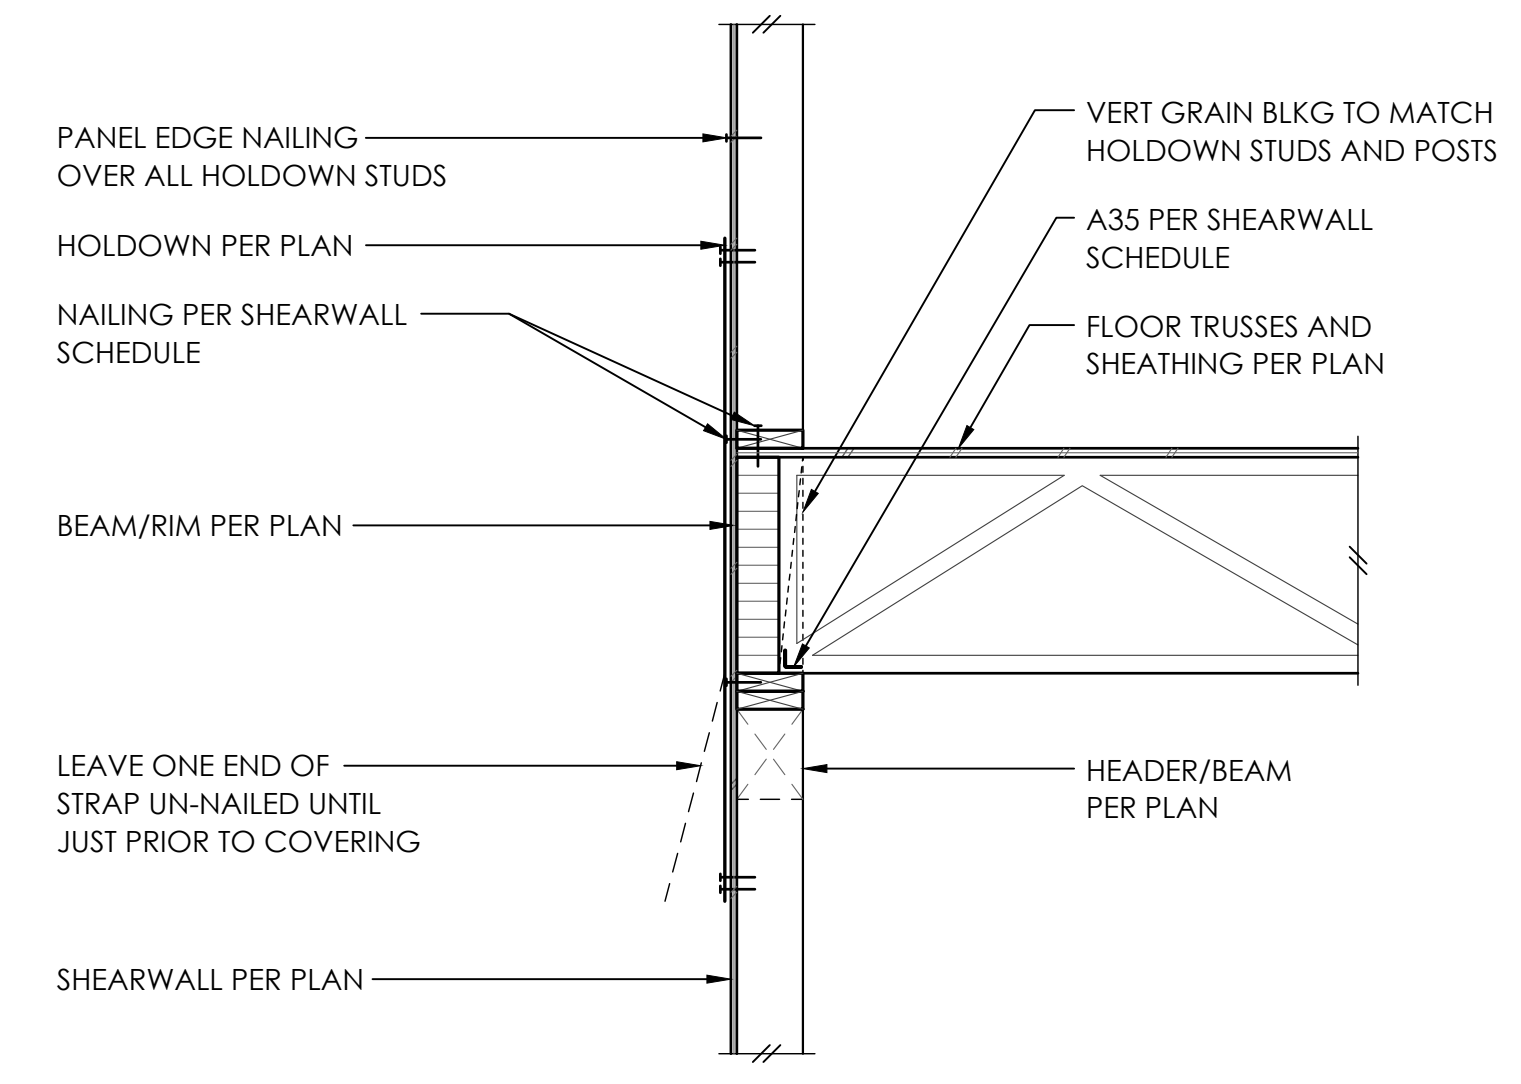 PANEL EDGE NAILING
OVER ALL HOLDOWN STUDS
HOLDOWN PER PLAN
NAILING PER SHEARWALL
SCHEDULE
BEAM/RIM PER PLAN
LEAVE ONE END OF
STRAP UN-NAILED UNTIL
JUST PRIOR TO COVERING
SHEARWALL PER PLAN
VERT GRAIN BLKG TO MATCH
HOLDOWN STUDS AND POSTS
A35 PER SHEARWALL
SCHEDULE
FLOOR TRUSSES AND
SHEATHING PER PLAN
HEADER/BEAM
PER PLAN